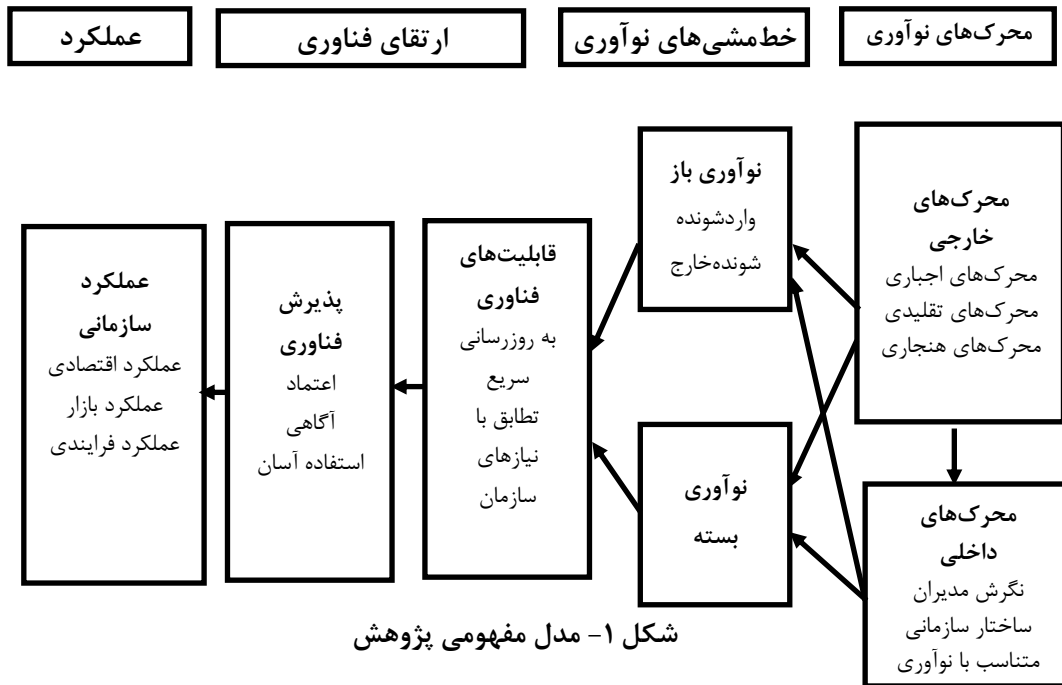 محرک‌های نوآوری
خط‌مشی‌های نوآوری
ارتقای فناوری
عملکرد
محرک‌های
خارجی
محرک‌های اجباری
محرک‌های تقلیدی
محرک‌های هنجاری
محرک‌های
داخلی
نگرش مدیران
ساختار سازمانی
متناسب با نوآوری
نوآوری باز
واردشونده
شونده‌خارج
نوآوری
بسته
قابلیت‌های
فناوری
به روزرسانی
سریع
تطابق با
نیازهای
سازمان
پذیرش
فناوری
اعتماد
آگاهی
استفاده آسان
عملکرد
سازمانی
عملکرد اقتصادی
عملکرد بازار
عملکرد فرایندی
شکل ۱- مدل مفهومی پژوهش